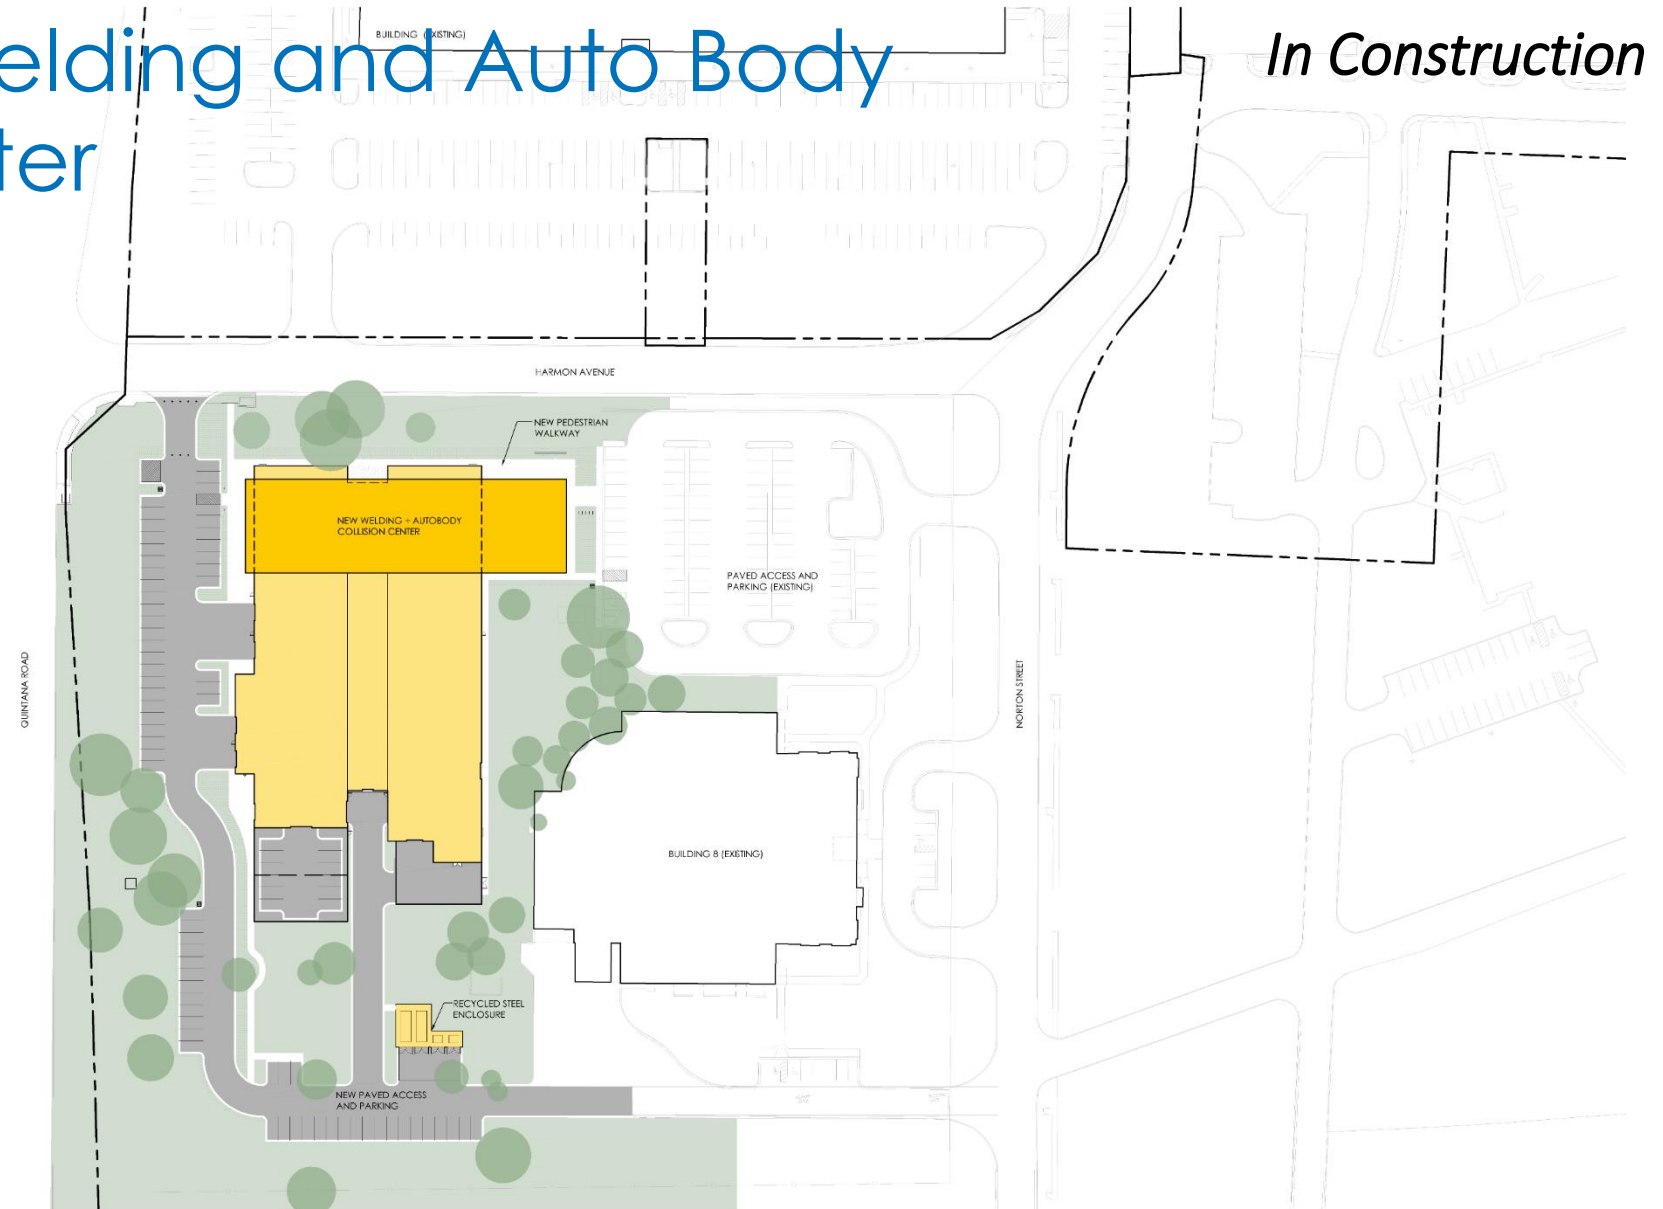 elding and Auto Body
ter
In Construction
BUILDING (EXISTING)
HARMON AVENUE
NEW PEDESTRIAN
WALKWAY
NEW WELDING + AUTOBODY
COLLISION CENTER
PAVED ACCESS AND
PARKING (EXISTING)
QUINTANA ROAD
NORTON STREET
BUILDING 8 (EXISTING)
RECYCLED STEEL
ENCLOSURE
NEW PAVED ACCESS
AND PARKING